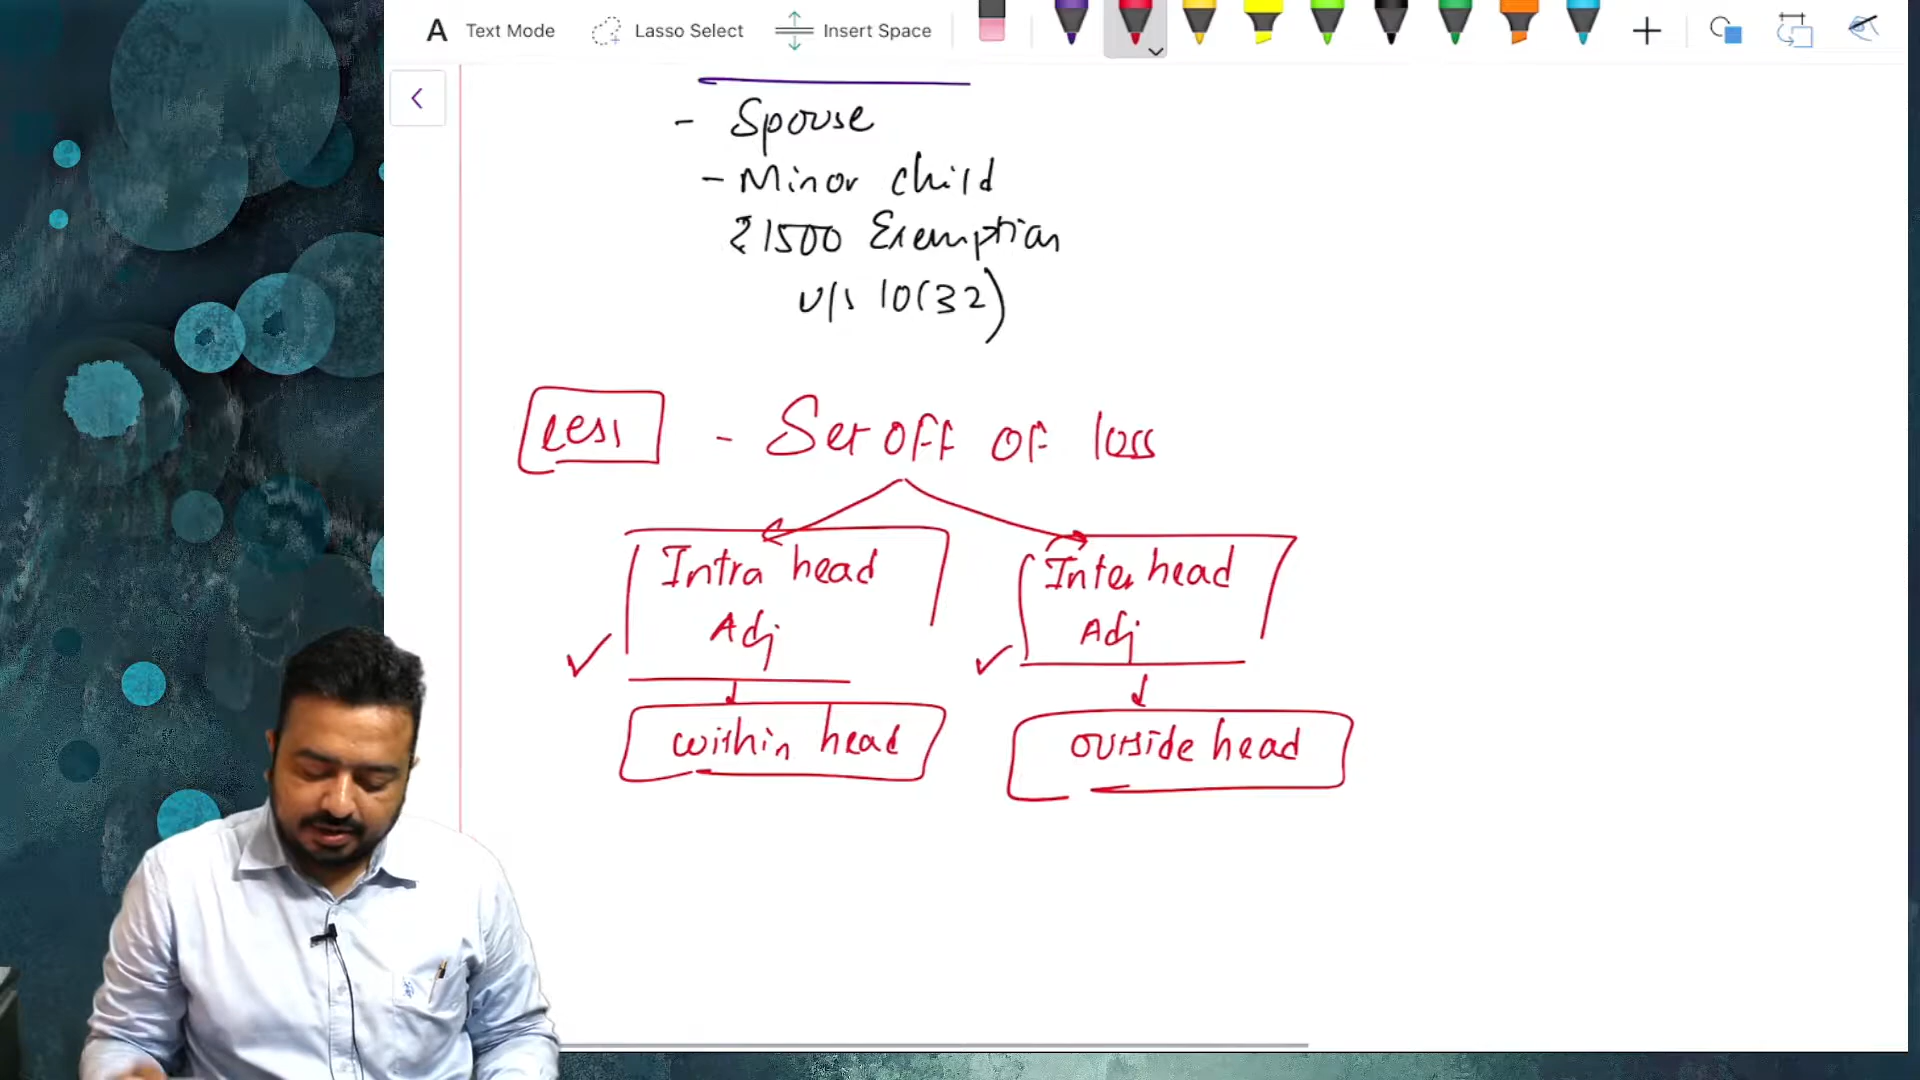 A Text Mode Lasso Select Insert Space
- Spouse
- Minor child
₹1500 Exemption
u/s 10(32)
Less - Set off of loss
Intra head Inter head
Adj Adj
within head outside head